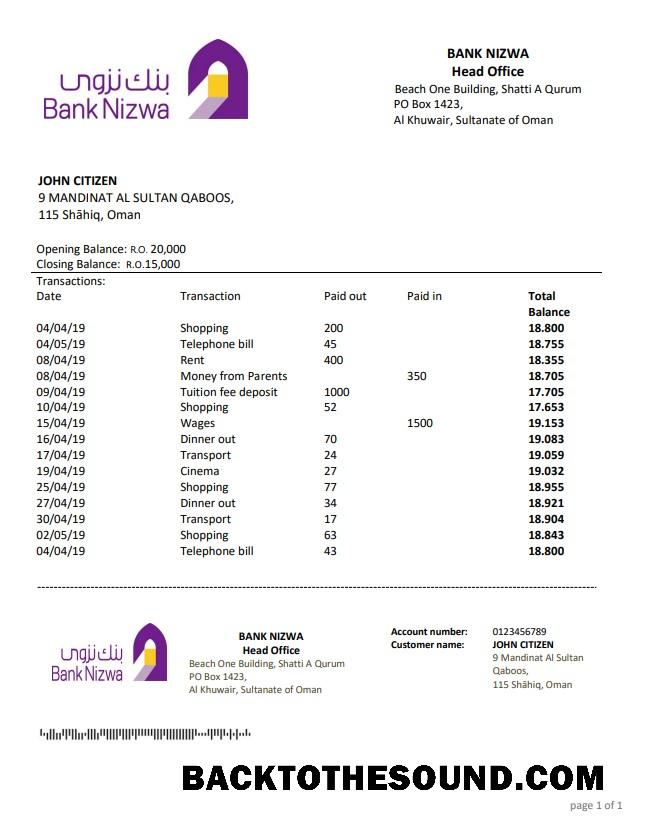 بنك نزوى
Bank Nizwa
BANK NIZWA
Head Office
Beach One Building, Shatti A Qurum
PO Box 1423,
Al Khuwair, Sultanate of Oman
JOHN CITIZEN
9 MANDINAT AL SULTAN QABOOS,
115 Shāhiq, Oman
Opening Balance: R.O. 20,000
Closing Balance: R.O.15,000
Transactions:
Date Transaction Paid out Paid in Total
Balance
04/04/19 Shopping 200 18.800
04/05/19 Telephone bill 45 18.755
08/04/19 Rent 400 18.355
08/04/19 Money from Parents 350 18.705
09/04/19 Tuition fee deposit 1000 17.705
10/04/19 Shopping 52 17.653
15/04/19 Wages 1500 19.153
16/04/19 Dinner out 70 19.083
17/04/19 Transport 24 19.059
19/04/19 Cinema 27 19.032
25/04/19 Shopping 77 18.955
27/04/19 Dinner out 34 18.921
30/04/19 Transport 17 18.904
02/05/19 Shopping 63 18.843
04/04/19 Telephone bill 43 18.800
بنك نزوى
Bank Nizwa
BANK NIZWA
Head Office
Beach One Building, Shatti A Qurum
PO Box 1423,
Al Khuwair, Sultanate of Oman
Account number: 0123456789
Customer name: JOHN CITIZEN
9 Mandinat Al Sultan
Qaboos,
115 Shāhiq, Oman
BACKTOTHESOUND.COM
page 1 of 1